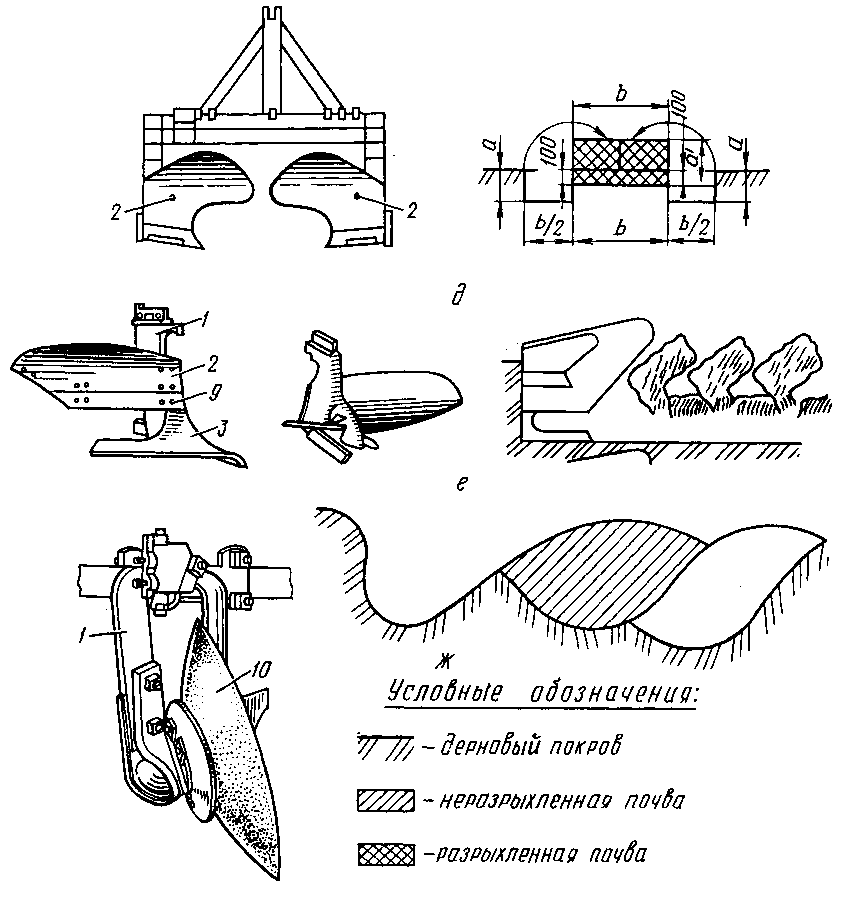 b
100
a
100
a₁
a
2
2
b/2
b
b/2
д
1
2
9
3
е
1
10
ж
Условные обозначения:
- дерновый покров
- неразрыхленная почва
- разрыхленная почва